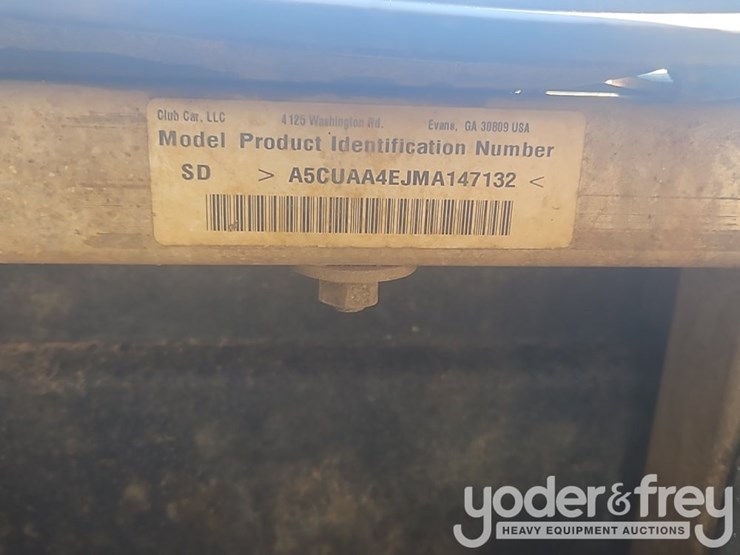 Club Car, LLC 4125 Washington Rd. Evans, GA 30809 USA
Model Product Identification Number
SD > A5CUAA4EJMA147132 <
yoder&frey
HEAVY EQUIPMENT AUCTIONS